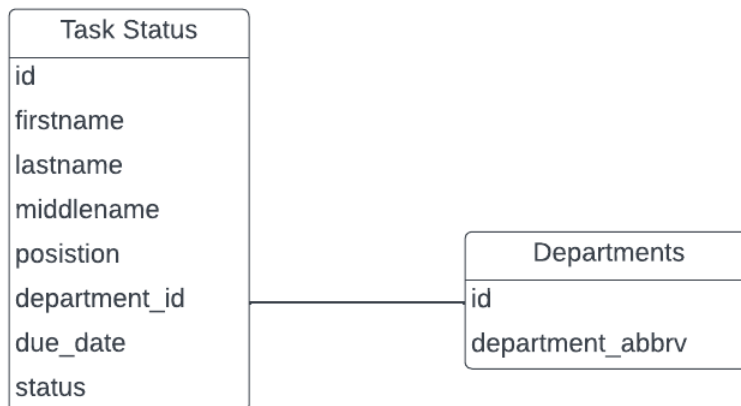 Task Status
id
firstname
lastname
middlename
posistion
department_id
due_date
status
Departments
id
department_abbrv